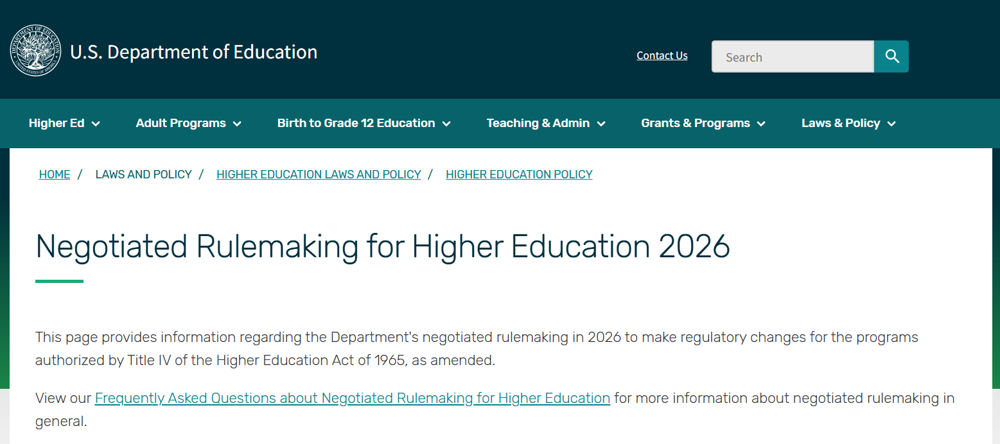 DEPARTMENT OF EDUCATION
UNITED STATES OF AMERICA
U.S. Department of Education
Contact Us
Search
Higher Ed
Adult Programs
Birth to Grade 12 Education
Teaching & Admin
Grants & Programs
Laws & Policy
HOME / LAWS AND POLICY / HIGHER EDUCATION LAWS AND POLICY / HIGHER EDUCATION POLICY
Negotiated Rulemaking for Higher Education 2026
This page provides information regarding the Department's negotiated rulemaking in 2026 to make regulatory changes for the programs
authorized by Title IV of the Higher Education Act of 1965, as amended.
View our Frequently Asked Questions about Negotiated Rulemaking for Higher Education for more information about negotiated rulemaking in
general.